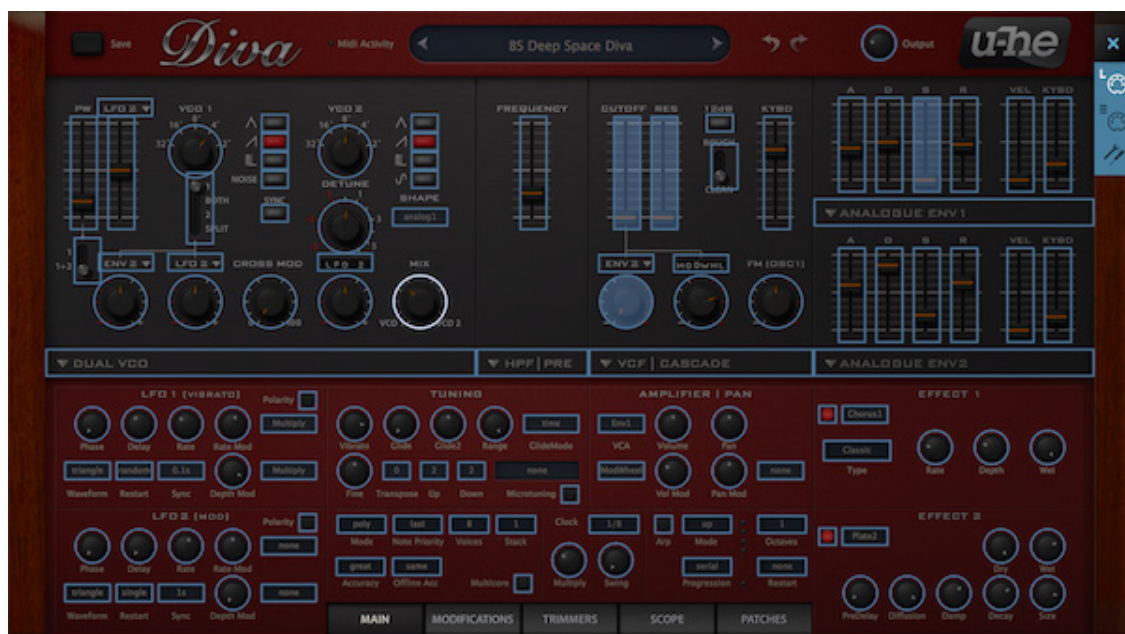 Save Diva Midi Activity BS Deep Space Diva Output u-he
PW LFO 2 VCO 1 VCO 2 FREQUENCY CUTOFF RES 12dB KYBD A D S R VEL KYBD
16' 8' 4' 16' 8' 4'
32' 2' 32' 2' ROUGH
NOISE DETUNE CLEAN
1 SYNC SHAPE
BOTH analog1
2
SPLIT ANALOGUE ENV1
A D S R VEL KYBD
1
1+2 ENV2 LFO 2 CROSS MOD LFO 2 MIX ENV2 MODWHL FM (OSC1)
VCO 2
DUAL VCO HPF | PRE VCF | CASCADE ANALOGUE ENV2
LFO 1 (VIBRATO) TUNING AMPLIFIER | PAN EFFECT 1
Polarity
Multiply time Env1 Chorus1
Phase Delay Rate Rate Mod Vibrato Glide Glide2 Range GlideMode VCA Volume Pan
Classic
triangle random 0.1s Multiply 0 2 2 none ModWheel none Type Rate Depth Wet
Waveform Restart Sync Depth Mod Fine Transpose Up Down Microtuning Vol Mod Pan Mod
LFO 2 (MOD) Polarity EFFECT 2
poly last 8 1 Clock 1/8 up 1
none Mode Note Priority Voices Stack Arp Mode Octaves Plate2
Phase Delay Rate Rate Mod great same serial none Dry Wet
Accuracy Offline Acc Multicore Multiply Swing Progression Restart
triangle single 1s none
Waveform Restart Sync Depth Mod PreDelay Diffusion Damp Decay Size
MAIN MODIFICATIONS TRIMMERS SCOPE PATCHES